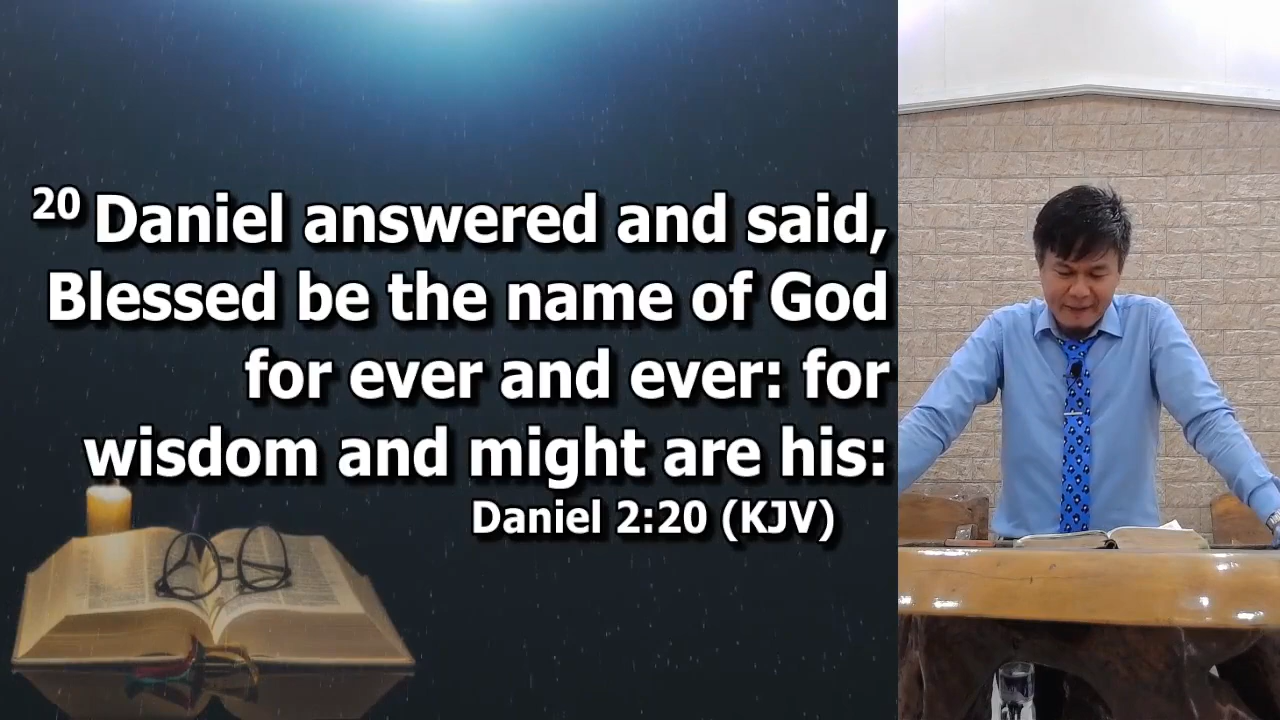 20 Daniel answered and said,
Blessed be the name of God
for ever and ever: for
wisdom and might are his:
Daniel 2:20 (KJV)